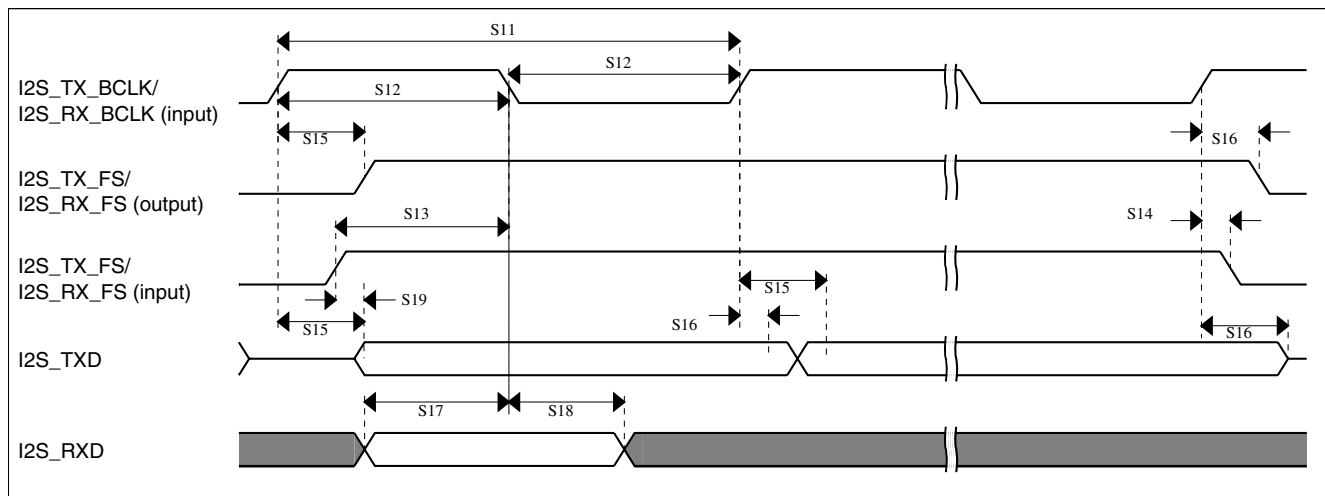 S11
I2S_TX_BCLK/
I2S_RX_BCLK (input)
S12
S12
S15
S16
I2S_TX_FS/
I2S_RX_FS (output)
S13
S14
I2S_TX_FS/
I2S_RX_FS (input)
S19
S15
S15
S16
S16
I2S_TXD
S17
S18
I2S_RXD